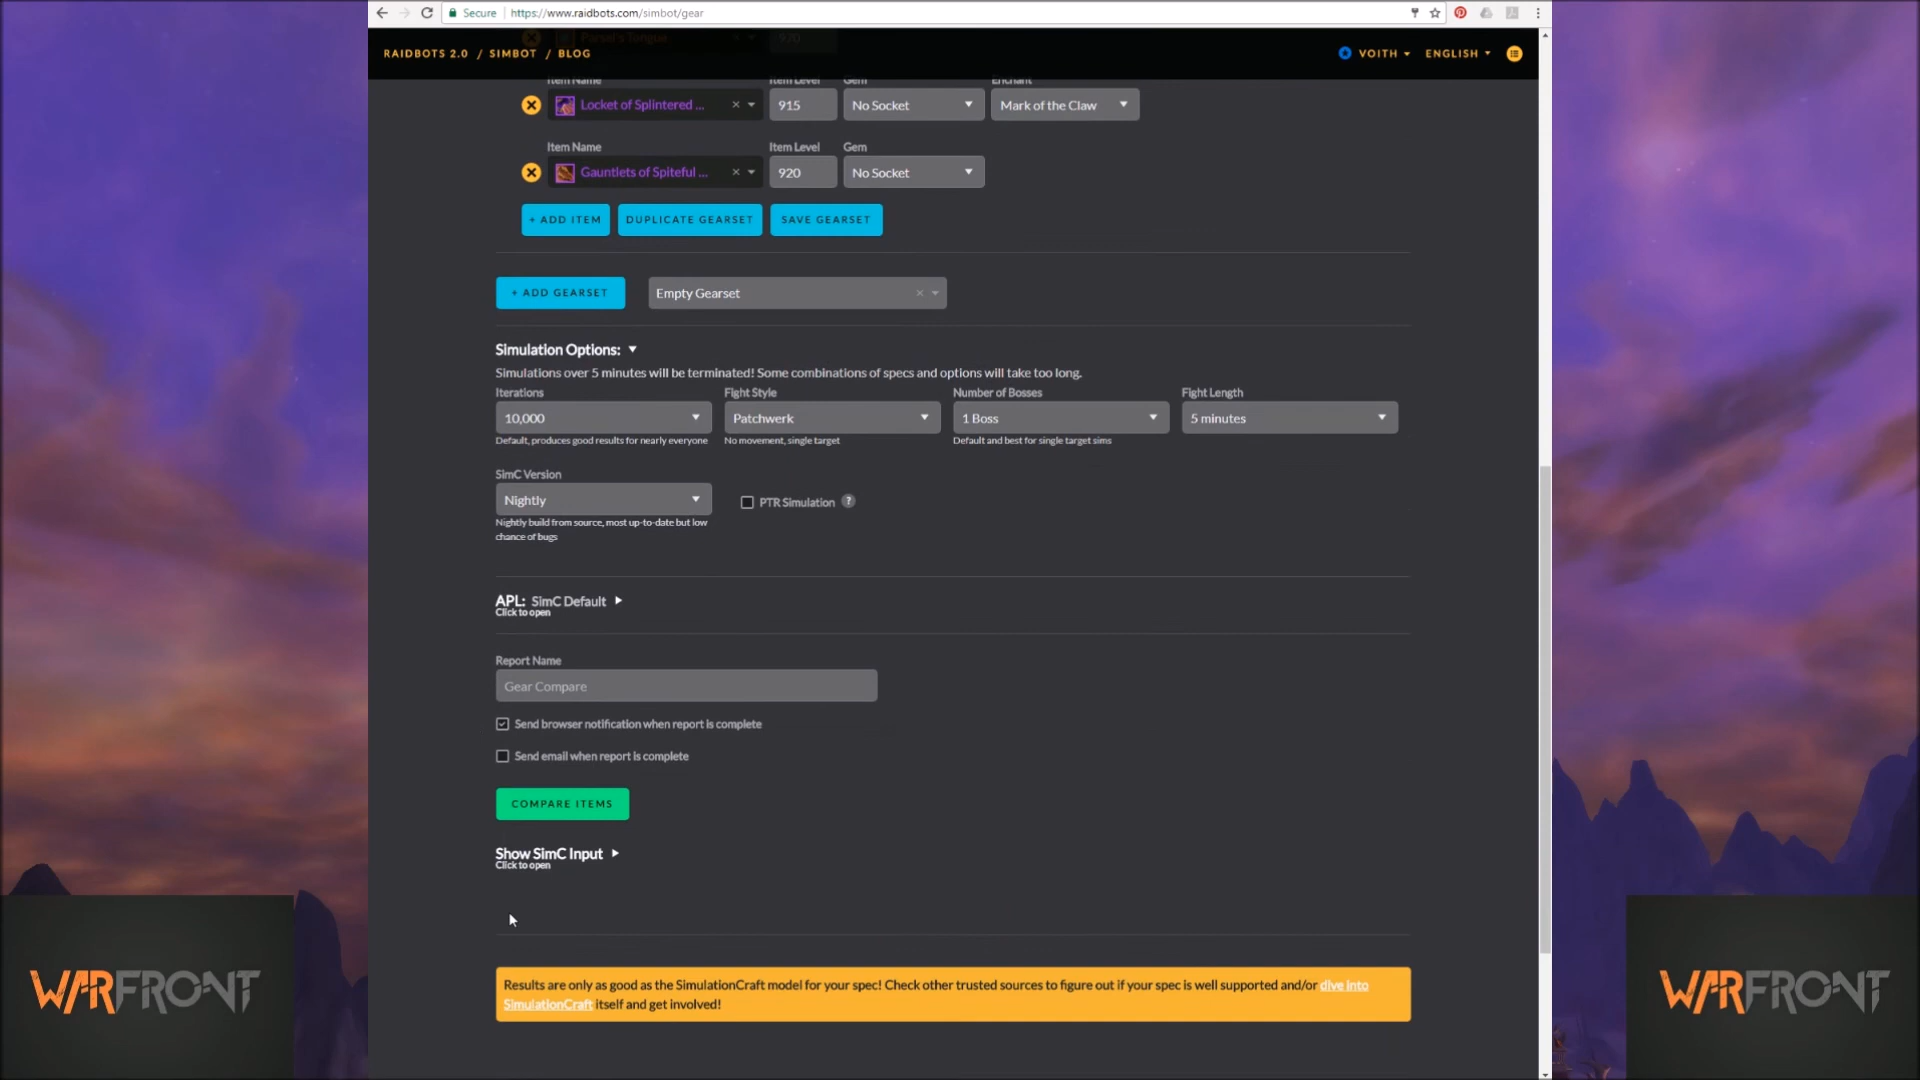 Secure https://www.raidbots.com/simbot/gear
Parsel's Tongue 970
RAIDBOTS 2.0 / SIMBOT / BLOG VOITH ENGLISH
Item Name Item Level Gem Enchant
Locket of Splintered ... 915 No Socket Mark of the Claw
Item Name Item Level Gem
Gauntlets of Spiteful ... 920 No Socket
+ ADD ITEM DUPLICATE GEARSET SAVE GEARSET
+ ADD GEARSET Empty Gearset
Simulation Options:
Simulations over 5 minutes will be terminated! Some combinations of specs and options will take too long.
Iterations Fight Style Number of Bosses Fight Length
10,000 Patchwerk 1 Boss 5 minutes
Default, produces good results for nearly everyone No movement, single target Default and best for single target sims
SimC Version
Nightly PTR Simulation ?
Nightly build from source, most up-to-date but low
chance of bugs
APL: SimC Default
Click to open
Report Name
Gear Compare
Send browser notification when report is complete
Send email when report is complete
COMPARE ITEMS
Show SimC Input
Click to open
Results are only as good as the SimulationCraft model for your spec! Check other trusted sources to figure out if your spec is well supported and/or dive into
SimulationCraft itself and get involved!
WARFRONT WARFRONT